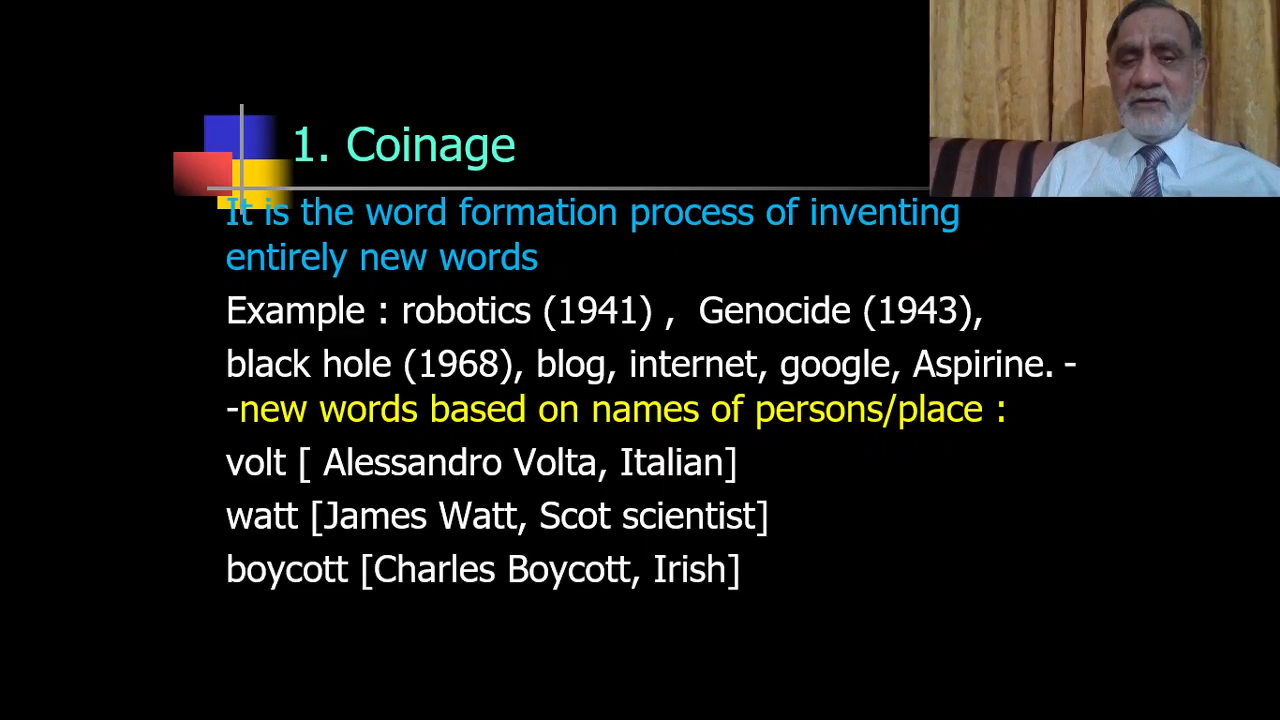 1. Coinage
It is the word formation process of inventing
entirely new words
Example : robotics (1941) , Genocide (1943),
black hole (1968), blog, internet, google, Aspirine. -
-new words based on names of persons/place :
volt [ Alessandro Volta, Italian]
watt [James Watt, Scot scientist]
boycott [Charles Boycott, Irish]